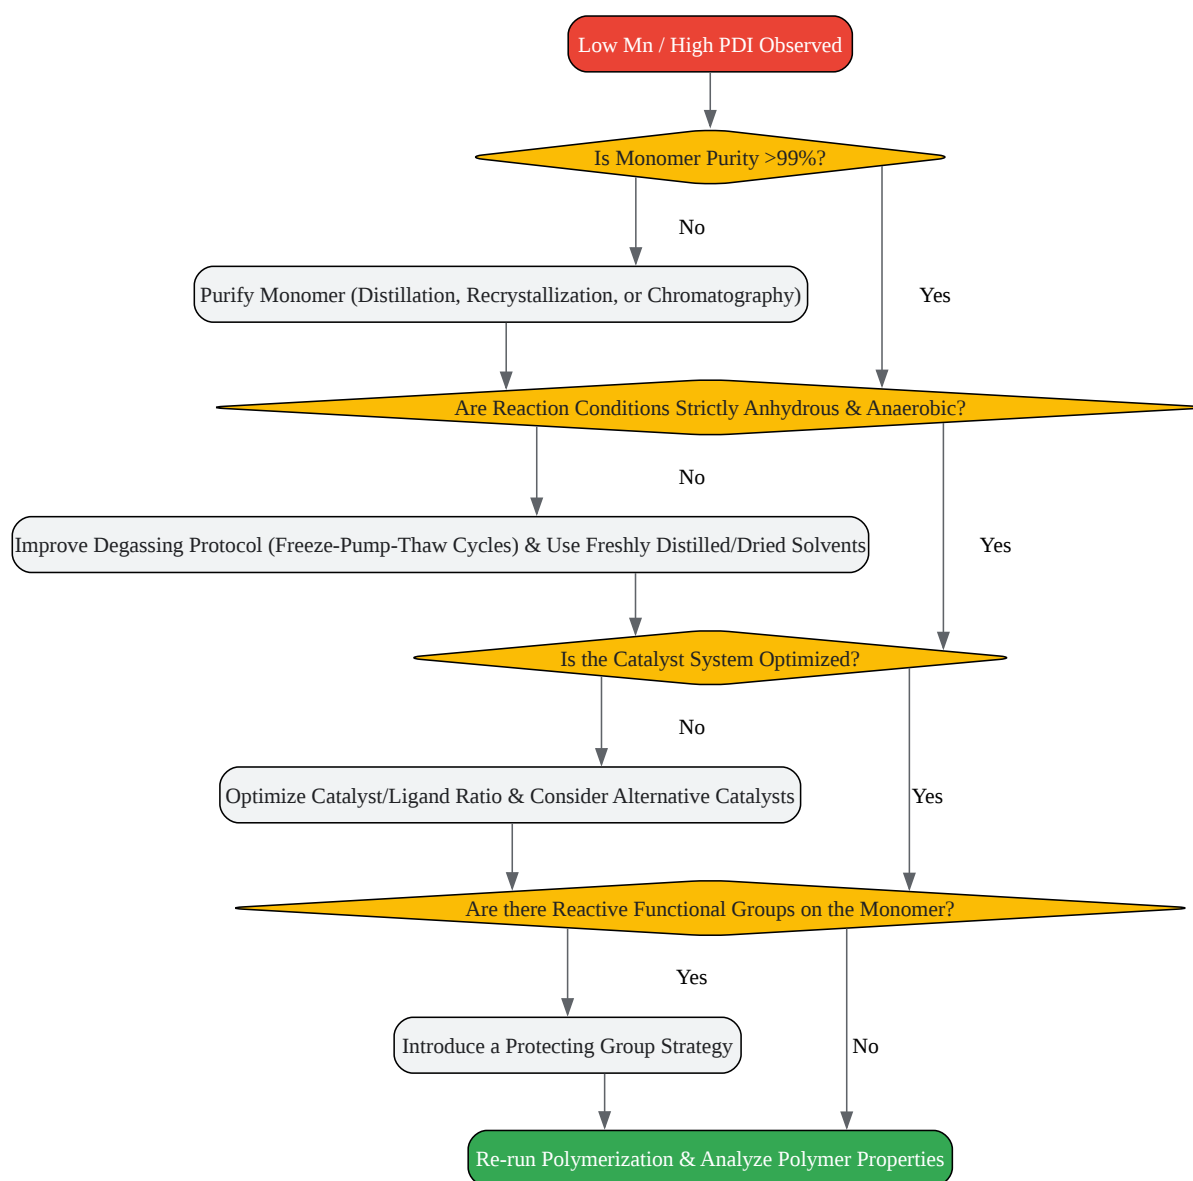 Low Mn / High PDI Observed
Is Monomer Purity >99%?
No
Purify Monomer (Distillation, Recrystallization, or Chromatography)
Yes
Are Reaction Conditions Strictly Anhydrous & Anaerobic?
No
Improve Degassing Protocol (Freeze-Pump-Thaw Cycles) & Use Freshly Distilled/Dried Solvents
Yes
Is the Catalyst System Optimized?
No
Optimize Catalyst/Ligand Ratio & Consider Alternative Catalysts
Yes
Are there Reactive Functional Groups on the Monomer?
Yes
Introduce a Protecting Group Strategy
No
Re-run Polymerization & Analyze Polymer Properties